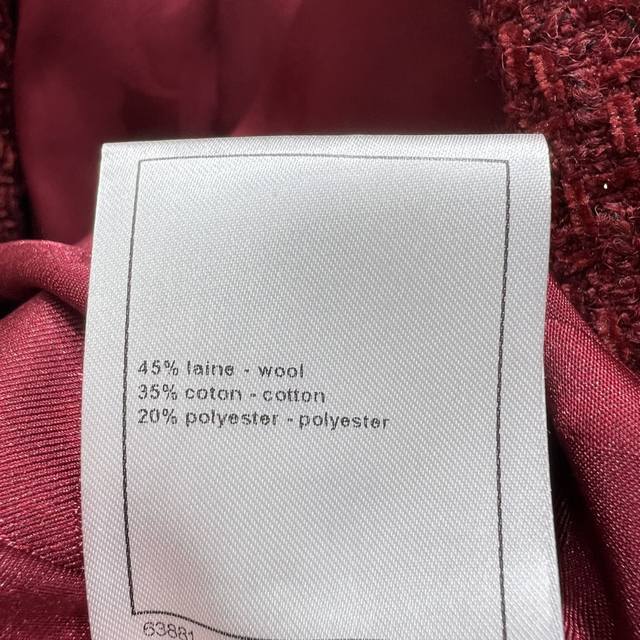 45% laine - wool
35% coton - cotton
20% polyester - polyester
63881